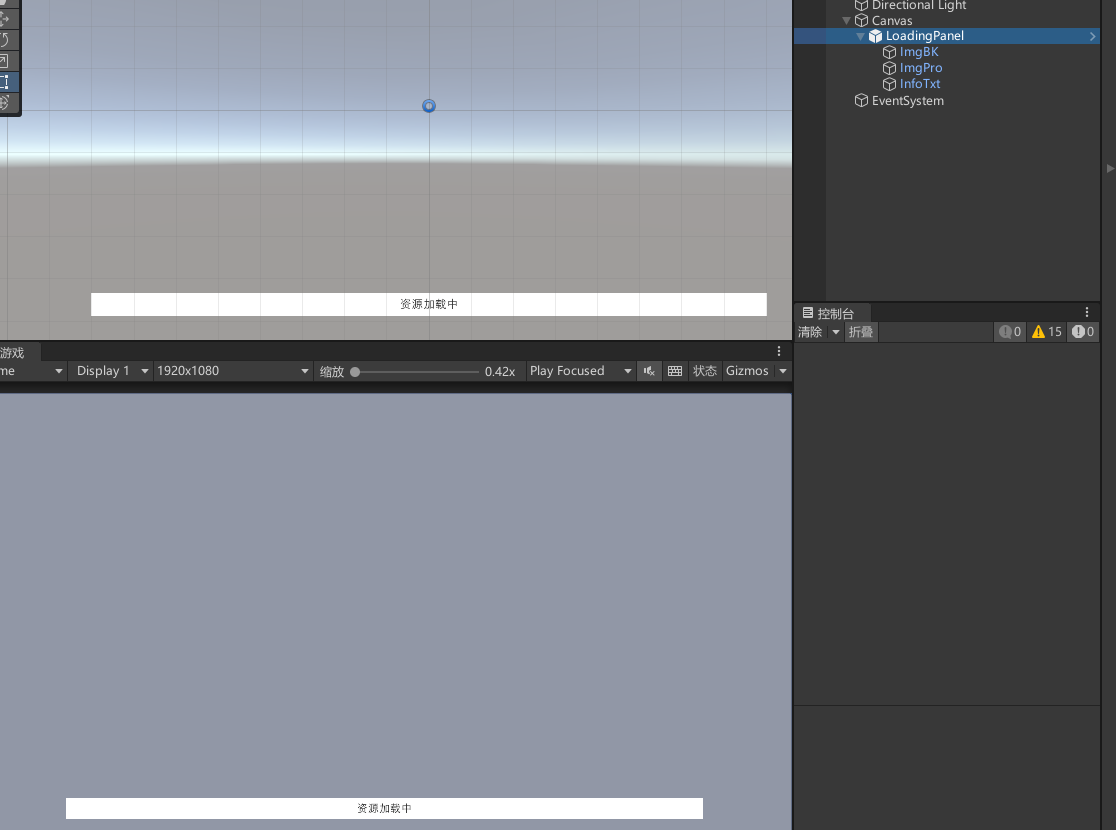 Directional Light
Canvas
LoadingPanel
ImgBK
ImgPro
InfoTxt
EventSystem
资源加载中
控制台
清除 折叠 0 15 0
游戏
me Display 1 1920x1080 缩放 0.42x Play Focused 状态 Gizmos
资源加载中